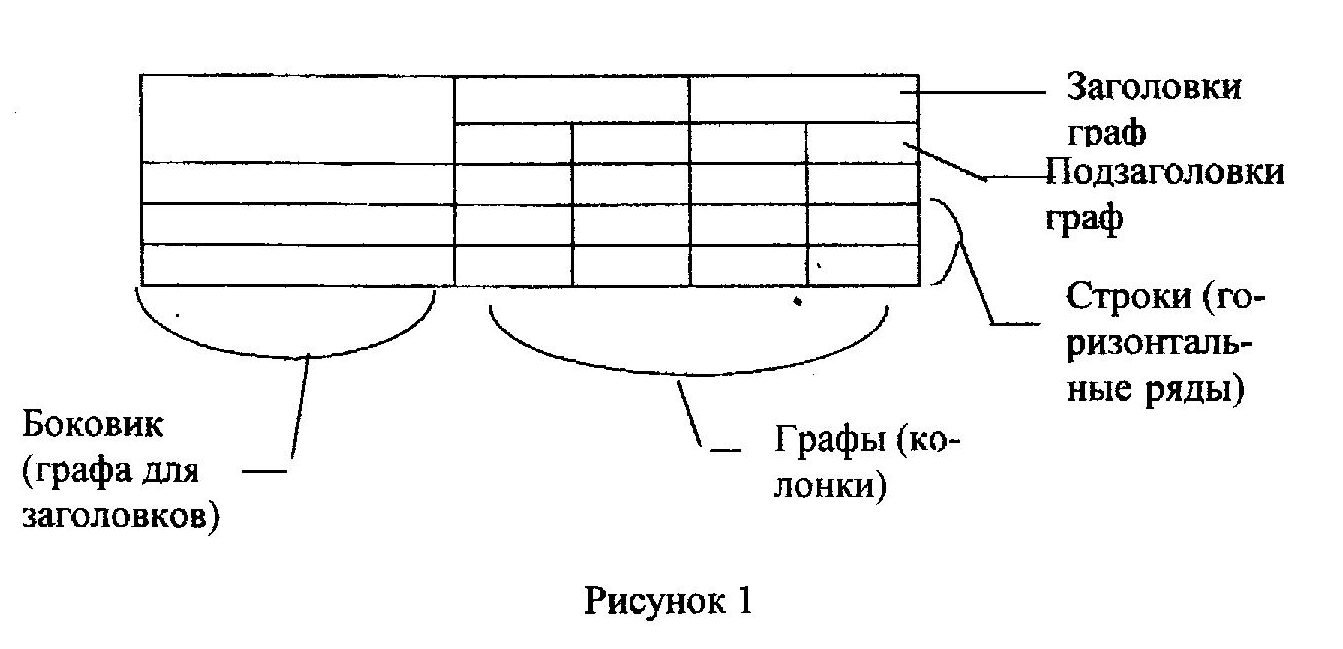 Заголовки
граф
Подзаголовки
граф
Строки (го-
ризонталь-
ные ряды)
Боковик
(графа для
заголовков)
Графы (ко-
лонки)
Рисунок 1